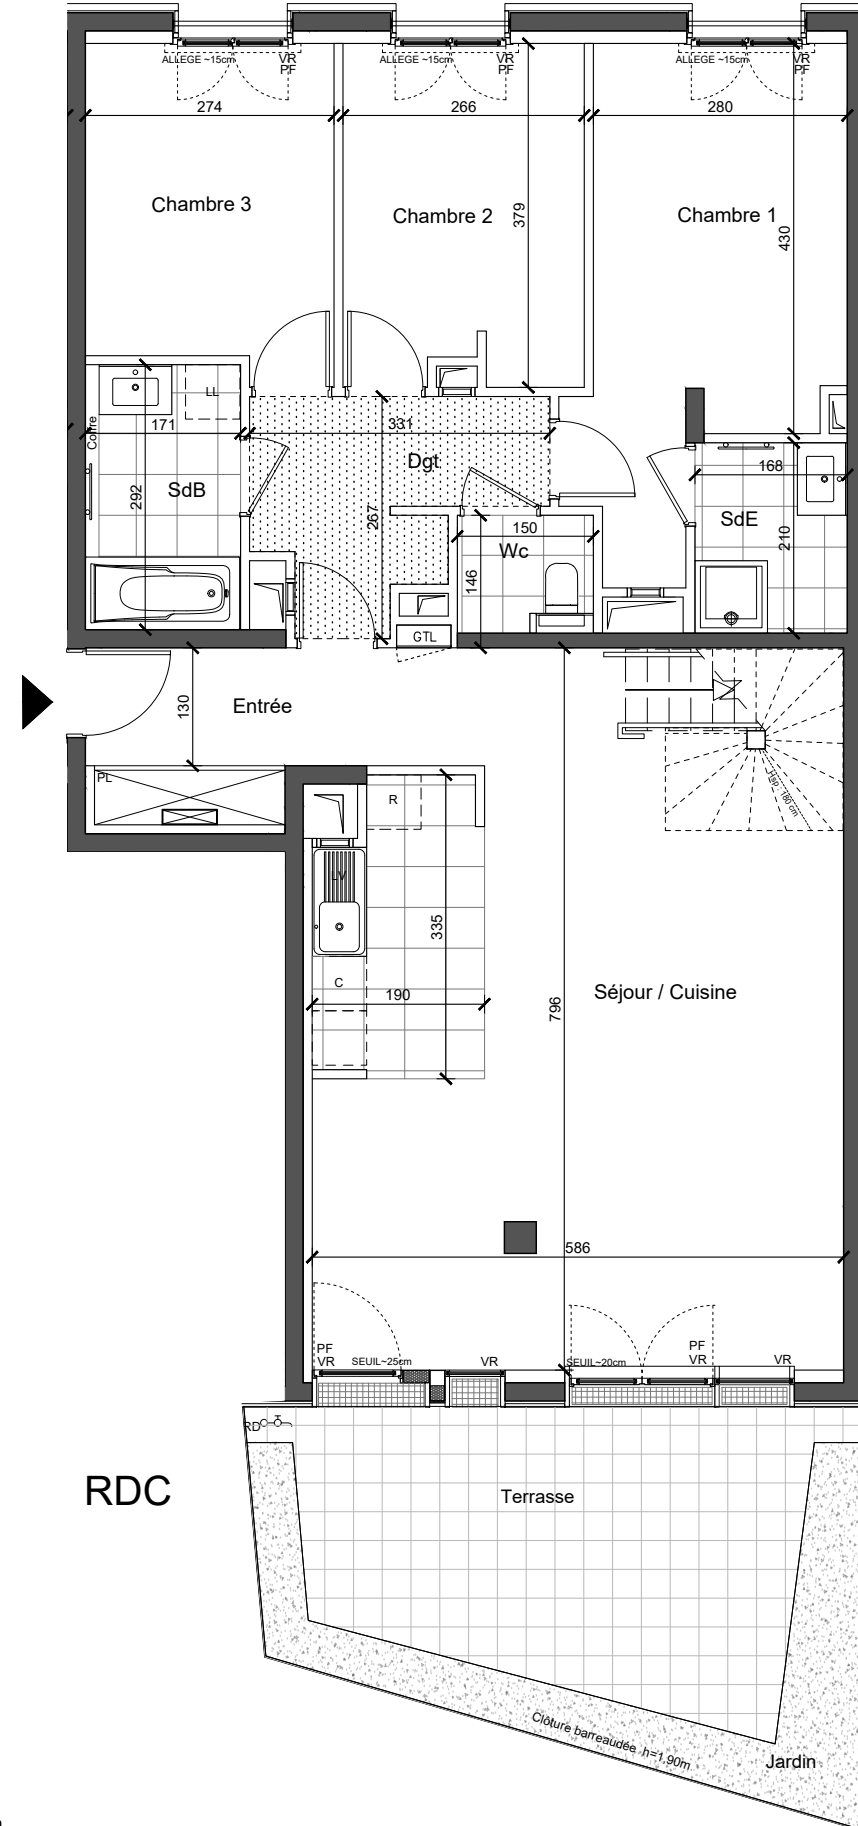 ALLEGE ~15cm
VR
PF
ALLEGE ~15cm
VR
PF
ALLEGE ~15cm
VR
PF
274
266
280
Chambre 3
Chambre 2
Chambre 1
379
430
Coffre
LL
171
331
Dgt
292
SdB
267
168
SdE
210
150
Wc
146
GTL
130
Entrée
PL
R
Hsp : 180 cm
LV
335
C
190
Séjour / Cuisine
796
586
PF
VR
SEUIL~25cm
VR
SEUIL~20cm
PF
VR
VR
RD
RDC
Terrasse
Clôture barreaudée h=1,90m
Jardin